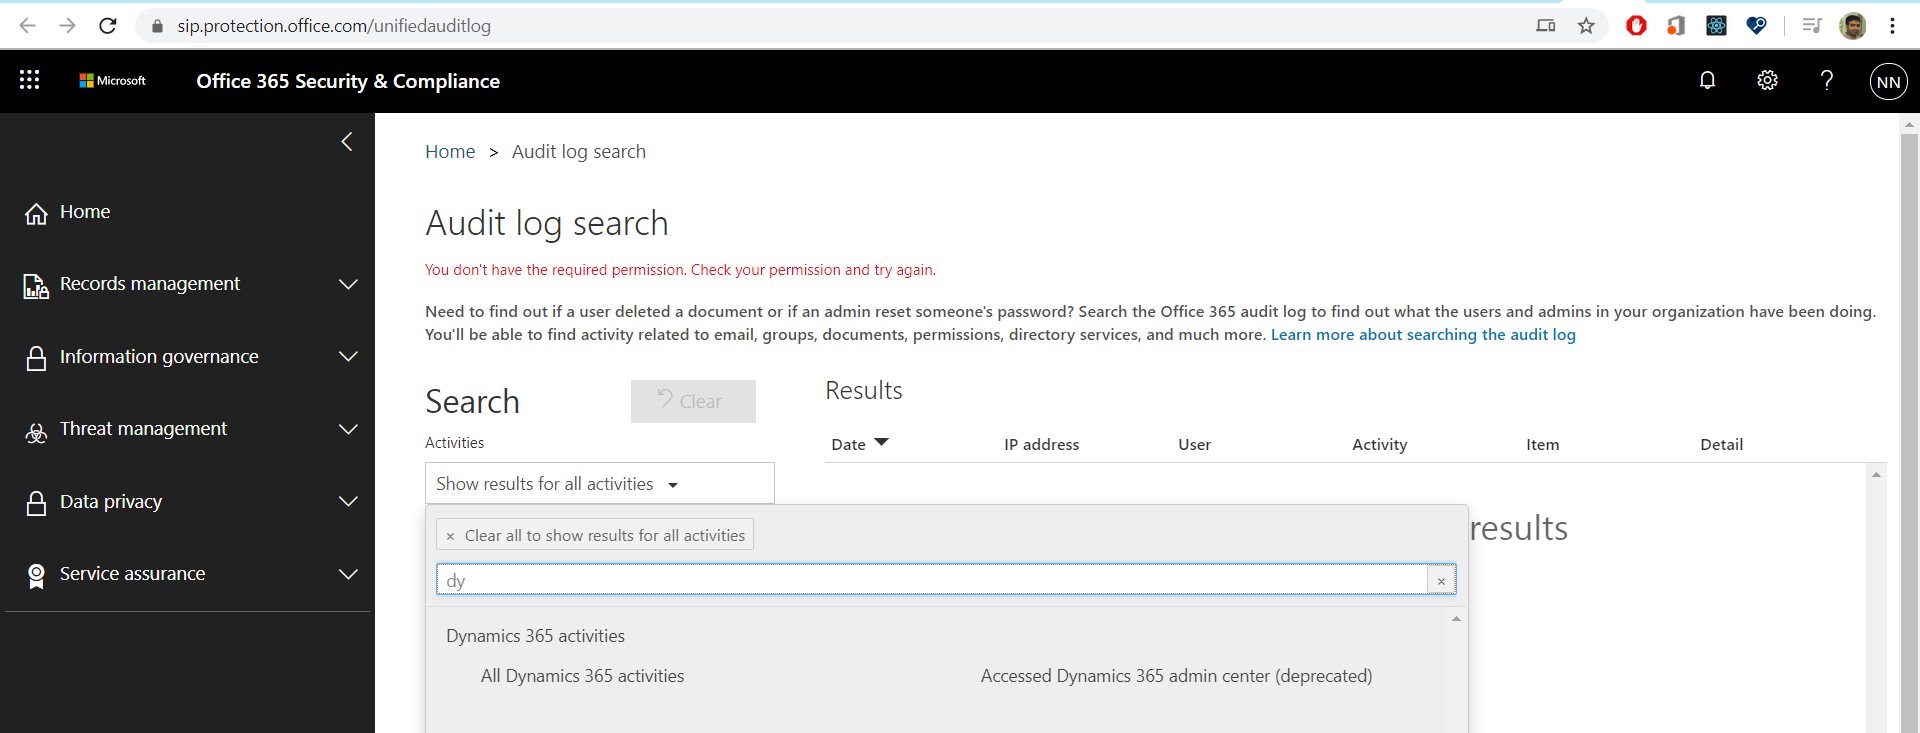 sip.protection.office.com/unifiedauditlog
Microsoft
Office 365 Security & Compliance
NN
Home > Audit log search
Home
Records management
Information governance
Threat management
Data privacy
Service assurance
Audit log search
You don't have the required permission. Check your permission and try again.
Need to find out if a user deleted a document or if an admin reset someone's password? Search the Office 365 audit log to find out what the users and admins in your organization have been doing.
You'll be able to find activity related to email, groups, documents, permissions, directory services, and much more. Learn more about searching the audit log
Search
Clear
Activities
Show results for all activities
× Clear all to show results for all activities
dy ×
Dynamics 365 activities
All Dynamics 365 activities Accessed Dynamics 365 admin center (deprecated)
Results
Date IP address User Activity Item Detail
results